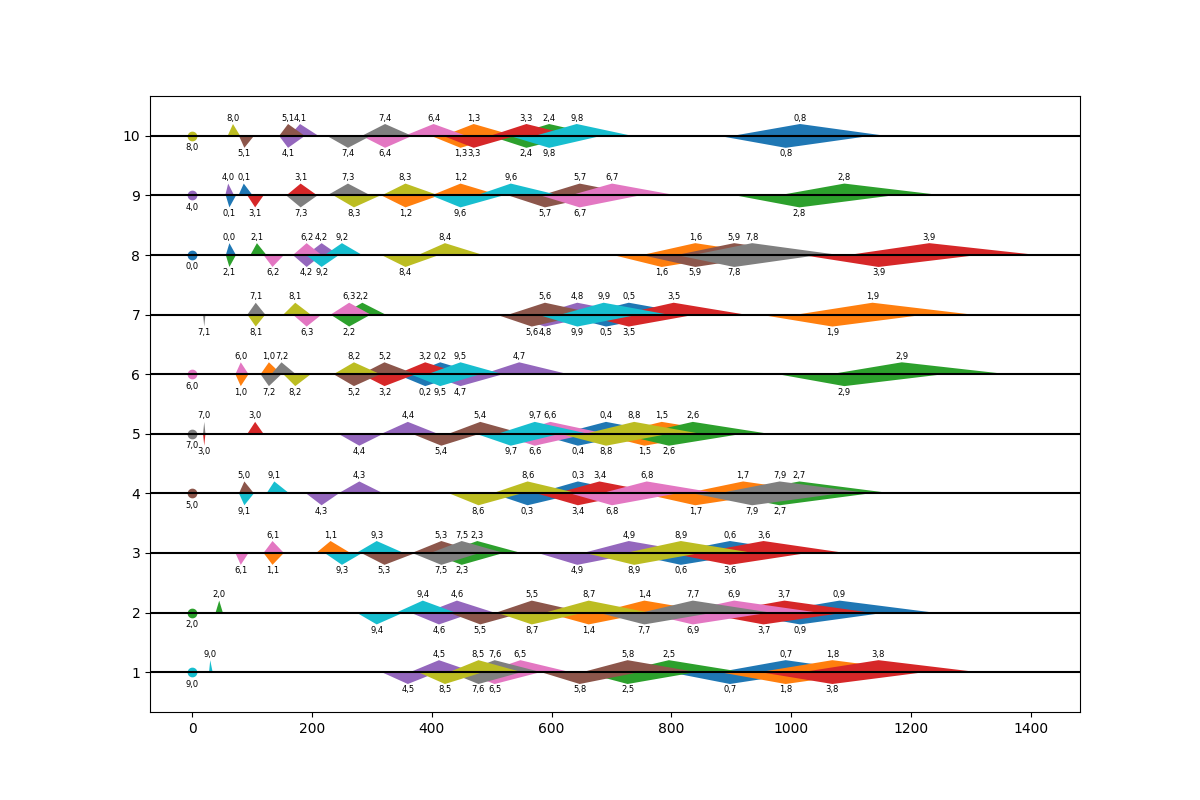 8,0 5,1 4,1 7,4 6,4 1,3 3,3 2,4 9,8 0,8
10
8,0 5,1 4,1 7,4 6,4 1,3 3,3 2,4 9,8 0,8
4,0 0,1 3,1 7,3 8,3 1,2 9,6 5,7 6,7 2,8
9
4,0 0,1 3,1 7,3 8,3 1,2 9,6 5,7 6,7 2,8
0,0 2,1 6,2 4,2 9,2 8,4 1,6 5,9 7,8 3,9
8
0,0 2,1 6,2 4,2 9,2 8,4 1,6 5,9 7,8 3,9
7,1 8,1 6,3 2,2 5,6 4,8 9,9 0,5 3,5 1,9
7
7,1 8,1 6,3 2,2 5,6 4,8 9,9 0,5 3,5 1,9
6,0 1,0 7,2 8,2 5,2 3,2 0,2 9,5 4,7 2,9
6
6,0 1,0 7,2 8,2 5,2 3,2 0,2 9,5 4,7 2,9
7,0 3,0 4,4 5,4 9,7 6,6 0,4 8,8 1,5 2,6
5
7,0 3,0 4,4 5,4 9,7 6,6 0,4 8,8 1,5 2,6
5,0 9,1 4,3 8,6 0,3 3,4 6,8 1,7 7,9 2,7
4
5,0 9,1 4,3 8,6 0,3 3,4 6,8 1,7 7,9 2,7
6,1 1,1 9,3 5,3 7,5 2,3 4,9 8,9 0,6 3,6
3
6,1 1,1 9,3 5,3 7,5 2,3 4,9 8,9 0,6 3,6
2,0 9,4 4,6 5,5 8,7 1,4 7,7 6,9 3,7 0,9
2
2,0 9,4 4,6 5,5 8,7 1,4 7,7 6,9 3,7 0,9
9,0 4,5 8,5 7,6 6,5 5,8 2,5 0,7 1,8 3,8
1
9,0 4,5 8,5 7,6 6,5 5,8 2,5 0,7 1,8 3,8
0 200 400 600 800 1000 1200 1400